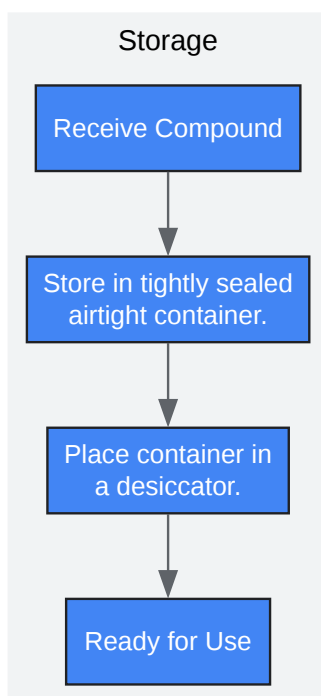 Storage
Receive Compound
Store in tightly sealed
airtight container.
Place container in
a desiccator.
Ready for Use